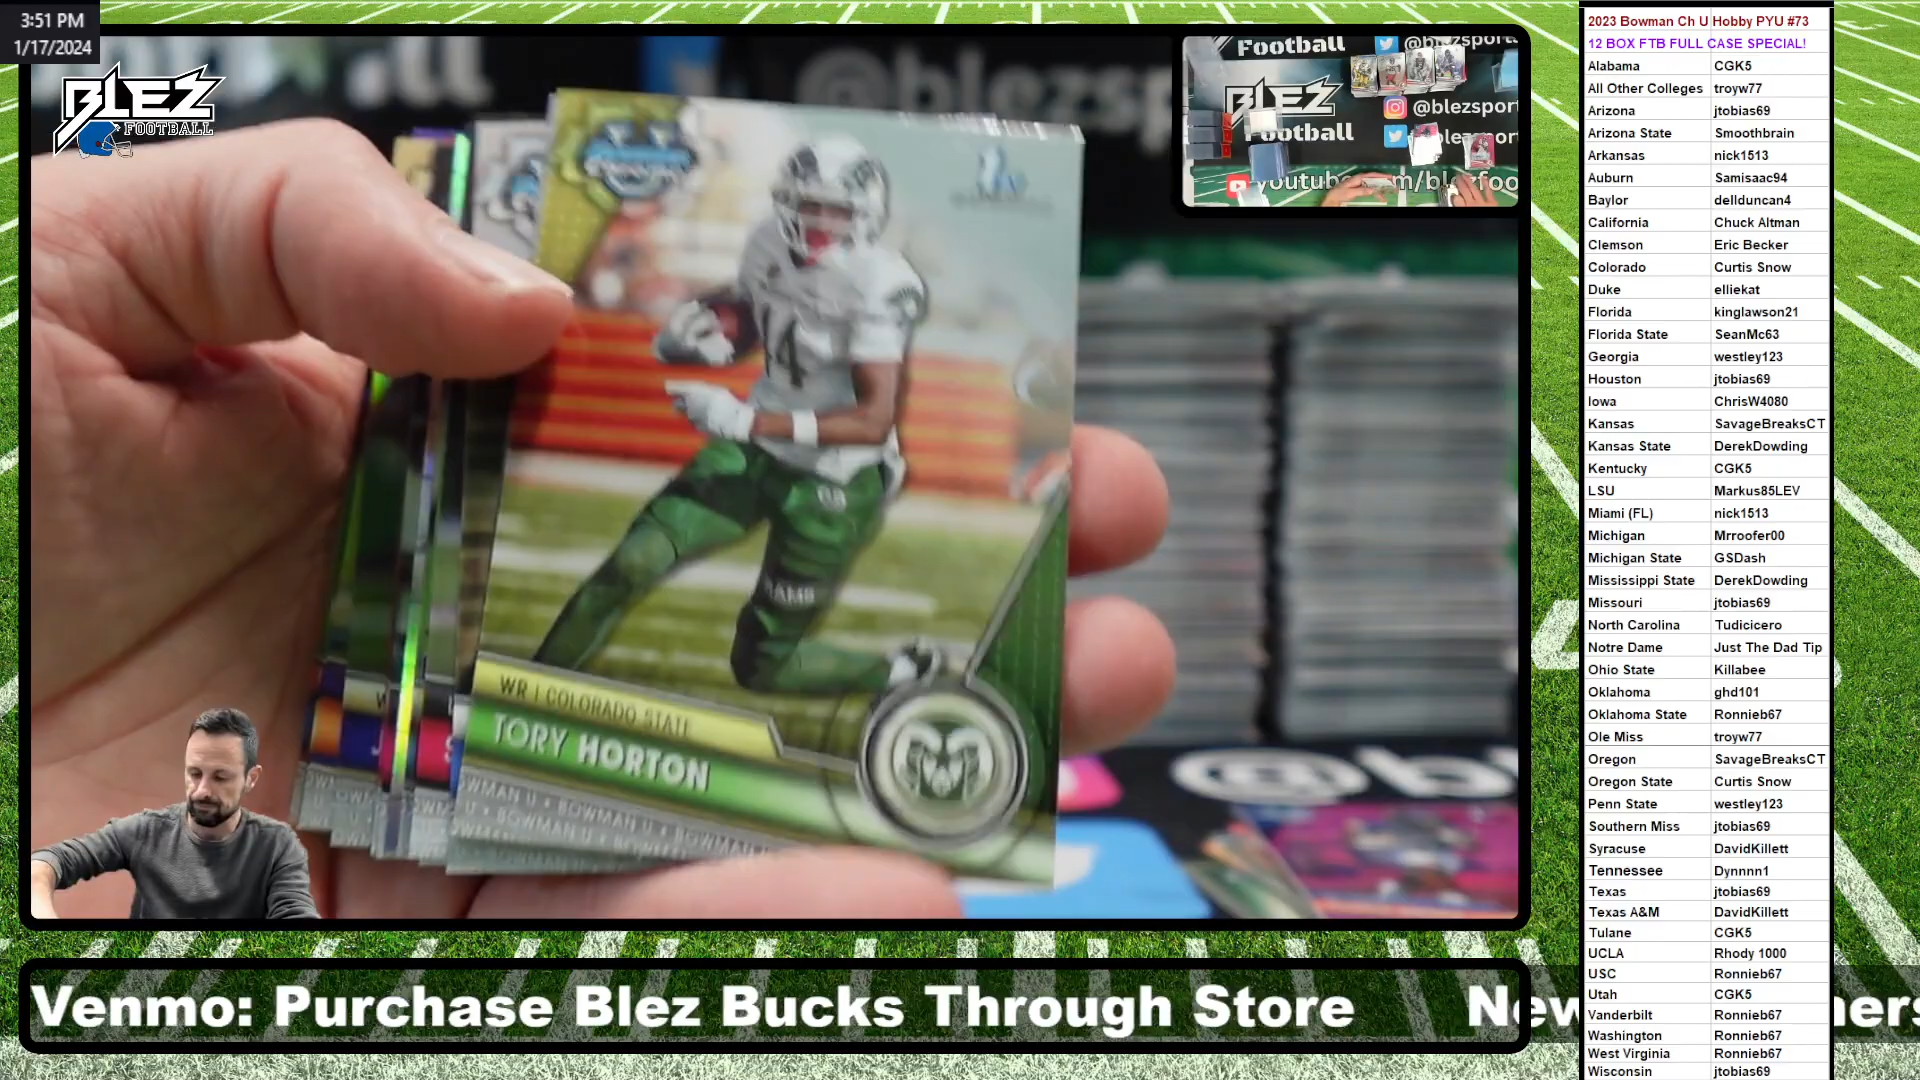 3:51 PM
1/17/2024
BLEZ
FOOTBALL
WR | COLORADO STATE
TORY HORTON
BOWMAN U • BOWMAN U • BOWMAN U
RAMS
Football
BLEZ
@blezsport
Football
Venmo: Purchase Blez Bucks Through Store
2023 Bowman Ch U Hobby PYU #73
12 BOX FTB FULL CASE SPECIAL!
Alabama CGK5
All Other Colleges troyw77
Arizona jtobias69
Arizona State Smoothbrain
Arkansas nick1513
Auburn Samisaac94
Baylor dellduncan4
California Chuck Altman
Clemson Eric Becker
Colorado Curtis Snow
Duke elliekat
Florida kinglawson21
Florida State SeanMc63
Georgia westley123
Houston jtobias69
Iowa ChrisW4080
Kansas SavageBreaksCT
Kansas State DerekDowding
Kentucky CGK5
LSU Markus85LEV
Miami (FL) nick1513
Michigan Mrroofer00
Michigan State GSDash
Mississippi State DerekDowding
Missouri jtobias69
North Carolina Tudicicero
Notre Dame Just The Dad Tip
Ohio State Killabee
Oklahoma ghd101
Oklahoma State Ronnieb67
Ole Miss troyw77
Oregon SavageBreaksCT
Oregon State Curtis Snow
Penn State westley123
Southern Miss jtobias69
Syracuse DavidKillett
Tennessee Dynnnn1
Texas jtobias69
Texas A&M DavidKillett
Tulane CGK5
UCLA Rhody 1000
USC Ronnieb67
Utah CGK5
Vanderbilt Ronnieb67
Washington Ronnieb67
West Virginia Ronnieb67
Wisconsin jtobias69